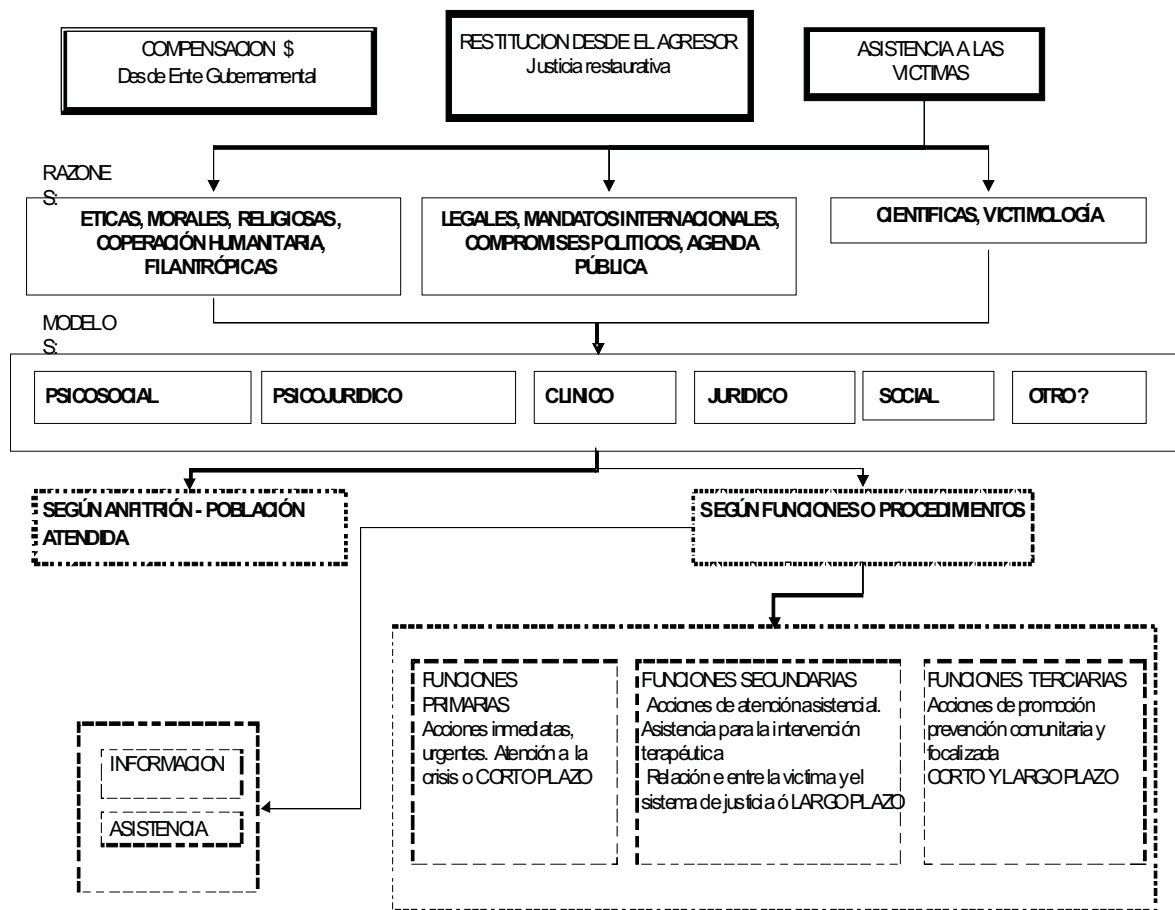 COMPENSACION $
Desde Ente Gubernamental
RESTITUCION DESDE EL AGRESOR
Justicia restaurativa
ASISTENCIA A LAS
VICTIMAS
RAZONE
S:
ETICAS, MORALES, RELIGIOSAS,
COPERACIÓN HUMANITARIA,
FILANTRÓPICAS
LEGALES, MANDATOS INTERNACIONALES,
COMPROMISES POLITICOS, AGENDA
PÚBLICA
CIENTIFICAS, VICTIMOLOGÍA
MODELO
S:
PSICOSOCIAL
PSICOJURIDICO
CLINICO
JURIDICO
SOCIAL
OTRO?
SEGÚN ANFITRIÓN - POBLACIÓN
ATENDIDA
SEGÚN FUNCIONES O PROCEDIMIENTOS
FUNCIONES
PRIMARIAS
Acciones inmediatas,
urgentes. Atención a la
crisis o CORTO PLAZO
FUNCIONES SECUNDARIAS
Acciones de atención asistencial.
Asistencia para la intervención
terapéutica
Relación e entre la victima y el
sistema de justicia ó LARGO PLAZO
FUNCIONES TERCIARIAS
Acciones de promoción
prevención comunitaria y
focalizada
CORTO Y LARGO PLAZO
INFORMACION
ASISTENCIA